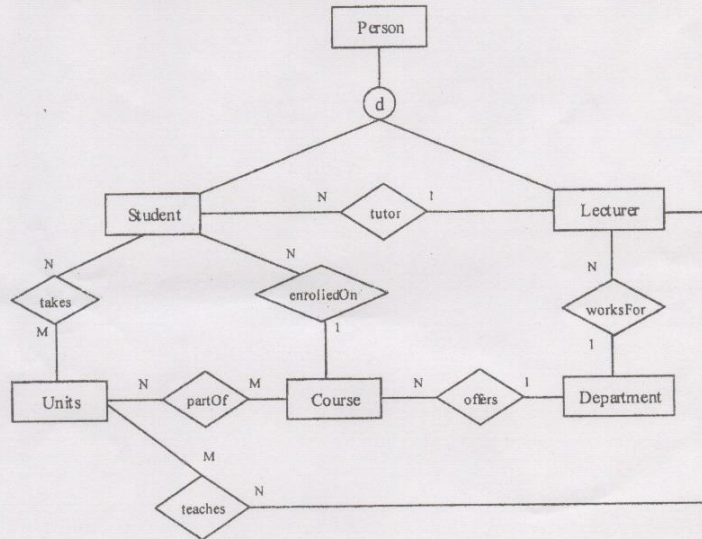 Person
d
Student
N
tutor
1
Lecturer
N
takes
M
N
enrolledOn
1
N
worksFor
1
Units
N
partOf
M
Course
N
offers
1
Department
M
teaches
N